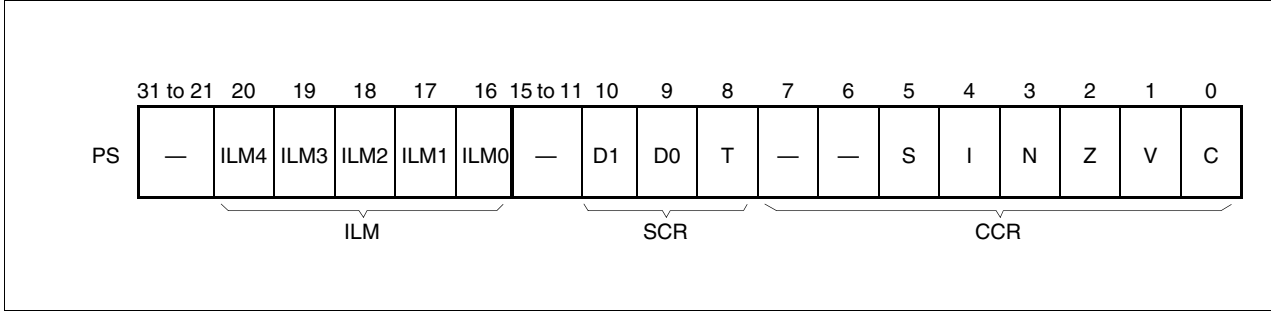 31 to 21 20 19 18 17 16 15 to 11 10 9 8 7 6 5 4 3 2 1 0
PS — ILM4 ILM3 ILM2 ILM1 ILM0 — D1 D0 T — — S I N Z V C
ILM SCR CCR